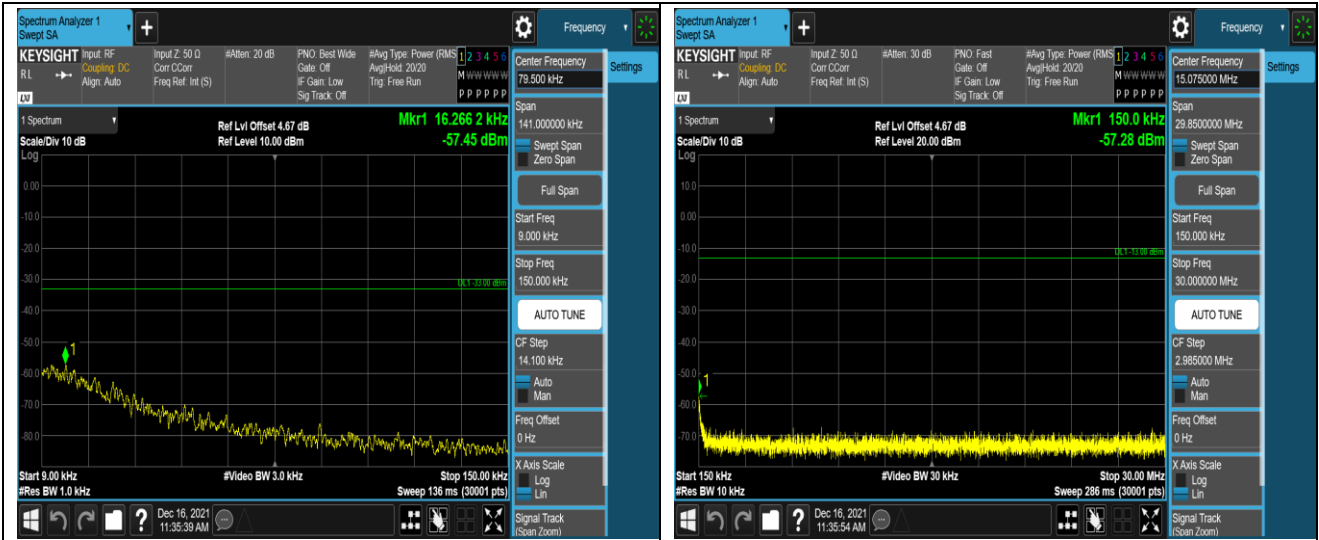 Spectrum Analyzer 1
Swept SA
+
Frequency
KEYSIGHT
Input: RF
Coupling: DC
Align: Auto
Input Z: 50 Ω
Corr CCorr
Freq Ref: Int (S)
#Atten: 20 dB
PNO: Best Wide
Gate: Off
IF Gain: Low
Sig Track: Off
#Avg Type: Power (RMS
Avg|Hold: 20/20
Trig: Free Run
1 2 3 4 5 6
M W W W W W
P P P P P P
RL
LXI
Center Frequency
79.500 kHz
Settings
Span
141.000000 kHz
Swept Span
Zero Span
Full Span
Start Freq
9.000 kHz
Stop Freq
150.000 kHz
AUTO TUNE
CF Step
14.100 kHz
Auto
Man
Freq Offset
0 Hz
X Axis Scale
Log
Lin
Signal Track
(Span Zoom)
1 Spectrum
Scale/Div 10 dB
Log
Ref Lvl Offset 4.67 dB
Ref Level 10.00 dBm
Mkr1 16.266 2 kHz
-57.45 dBm
0.00
-10.0
-20.0
-30.0
DL1 -33.00 dBm
-40.0
-50.0
1
-60.0
-70.0
-80.0
Start 9.00 kHz
#Video BW 3.0 kHz
Stop 150.00 kHz
#Res BW 1.0 kHz
Sweep 136 ms (30001 pts)
?
Dec 16, 2021
11:35:39 AM
Spectrum Analyzer 1
Swept SA
+
Frequency
KEYSIGHT
Input: RF
Coupling: DC
Align: Auto
Input Z: 50 Ω
Corr CCorr
Freq Ref: Int (S)
#Atten: 30 dB
PNO: Fast
Gate: Off
IF Gain: Low
Sig Track: Off
#Avg Type: Power (RMS
Avg|Hold: 20/20
Trig: Free Run
1 2 3 4 5 6
M W W W W W
P P P P P P
RL
LXI
Center Frequency
15.075000 MHz
Settings
Span
29.8500000 MHz
Swept Span
Zero Span
Full Span
Start Freq
150.000 kHz
Stop Freq
30.000000 MHz
AUTO TUNE
CF Step
2.985000 MHz
Auto
Man
Freq Offset
0 Hz
X Axis Scale
Log
Lin
Signal Track
(Span Zoom)
1 Spectrum
Scale/Div 10 dB
Log
Ref Lvl Offset 4.67 dB
Ref Level 20.00 dBm
Mkr1 150.0 kHz
-57.28 dBm
10.0
0.00
-10.0
DL1 -13.00 dBm
-20.0
-30.0
-40.0
-50.0
1
-60.0
-70.0
Start 150 kHz
#Video BW 30 kHz
Stop 30.00 MHz
#Res BW 10 kHz
Sweep 286 ms (30001 pts)
?
Dec 16, 2021
11:35:54 AM